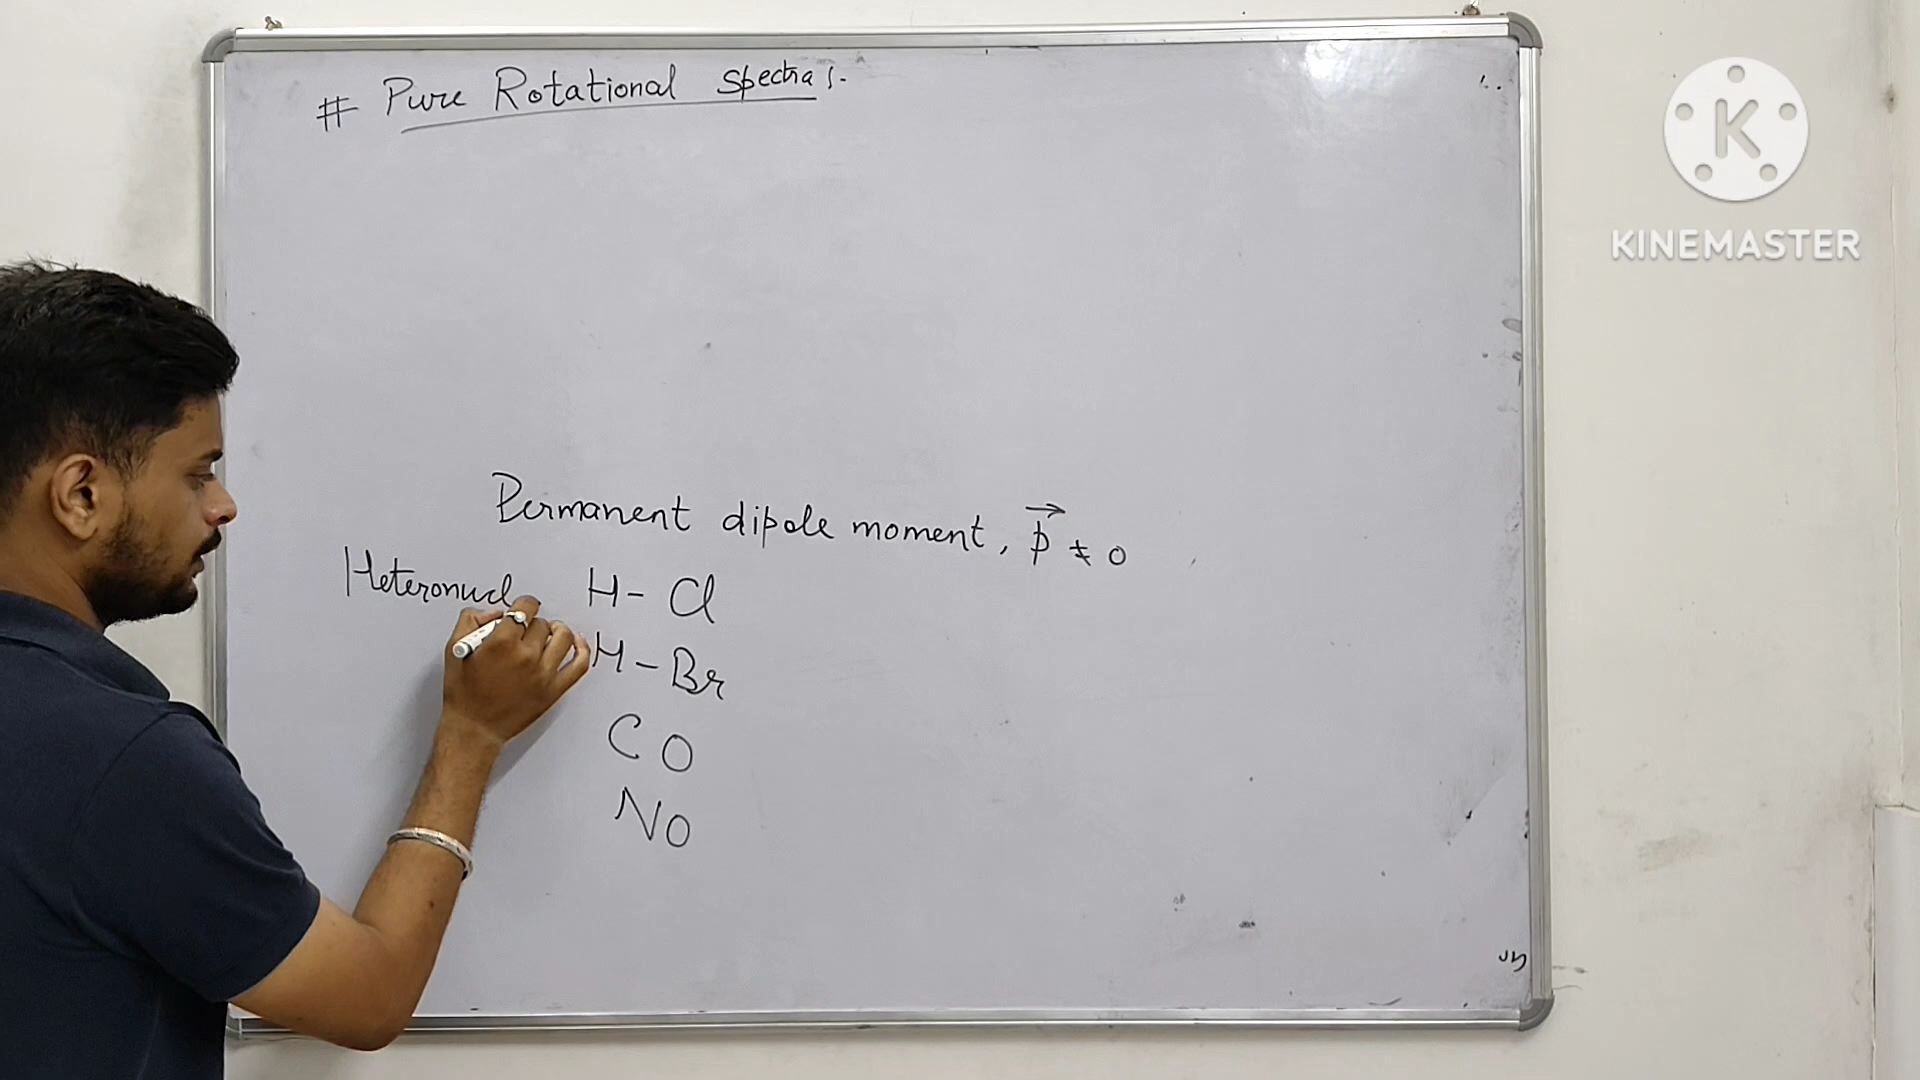 # Pure Rotational Spectra :-
K
KINEMASTER
Permanent dipole moment, p⃗ ≠ 0
Heteronucl H - Cl
H - Br
CO
NO